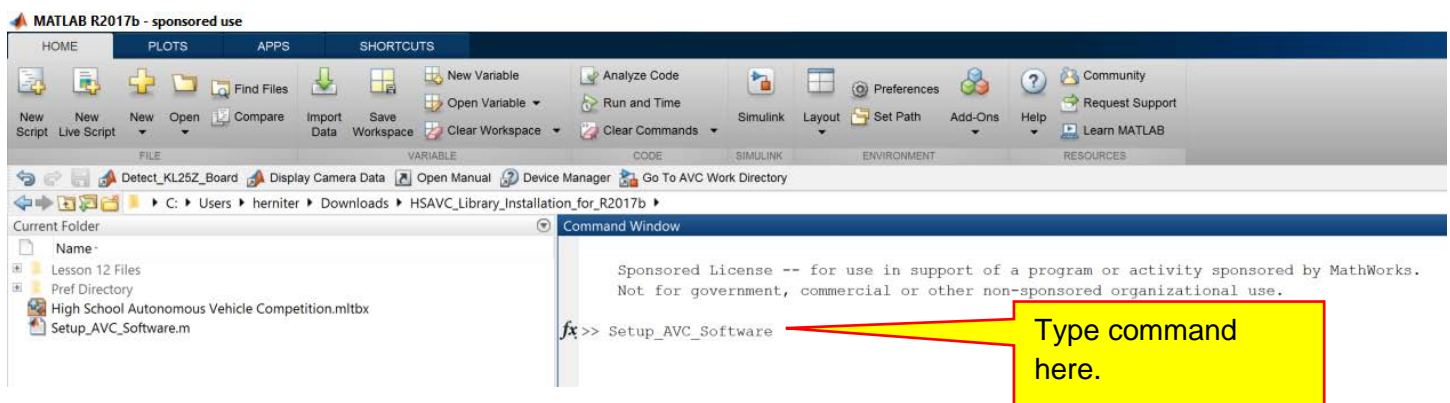 MATLAB R2017b - sponsored use
HOME PLOTS APPS SHORTCUTS
New Script
New Live Script
New
Open
Find Files
Compare
Import Data
Save Workspace
New Variable
Open Variable
Clear Workspace
Analyze Code
Run and Time
Clear Commands
Simulink
Layout
Preferences
Set Path
Add-Ons
Help
Community
Request Support
Learn MATLAB
FILE VARIABLE CODE SIMULINK ENVIRONMENT RESOURCES
Detect_KL25Z_Board Display Camera Data Open Manual Device Manager Go To AVC Work Directory
C: Users herniter Downloads HSAVC_Library_Installation_for_R2017b
Current Folder
Name
Lesson 12 Files
Pref Directory
High School Autonomous Vehicle Competition.mltbx
Setup_AVC_Software.m
Command Window
Sponsored License -- for use in support of a program or activity sponsored by MathWorks.
Not for government, commercial or other non-sponsored organizational use.
fx >> Setup_AVC_Software
Type command
here.